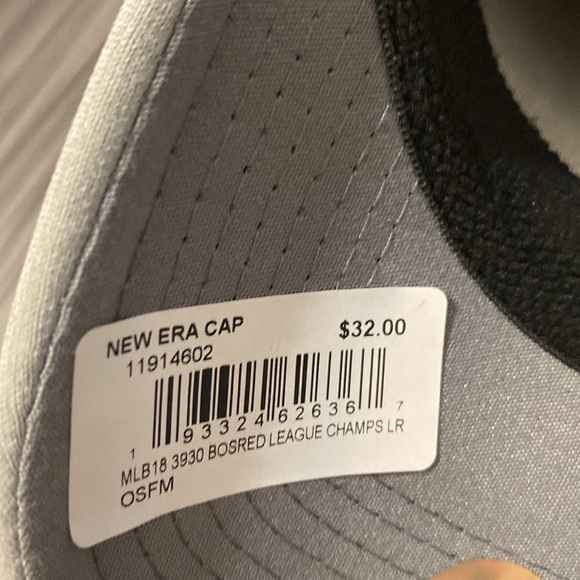 NEW ERA CAP $32.00
11914602
1 93324 62636 7
MLB18 3930 BOSRED LEAGUE CHAMPS LR
OSFM